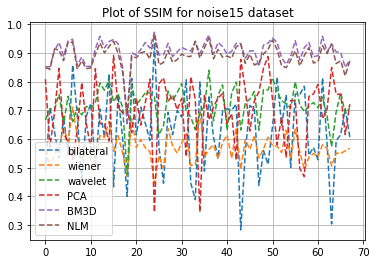 Plot of SSIM for noise15 dataset
1.0
0.9
0.8
0.7
0.6
0.5
0.4
0.3
bilateral
wiener
wavelet
PCA
BM3D
NLM
0 10 20 30 40 50 60 70